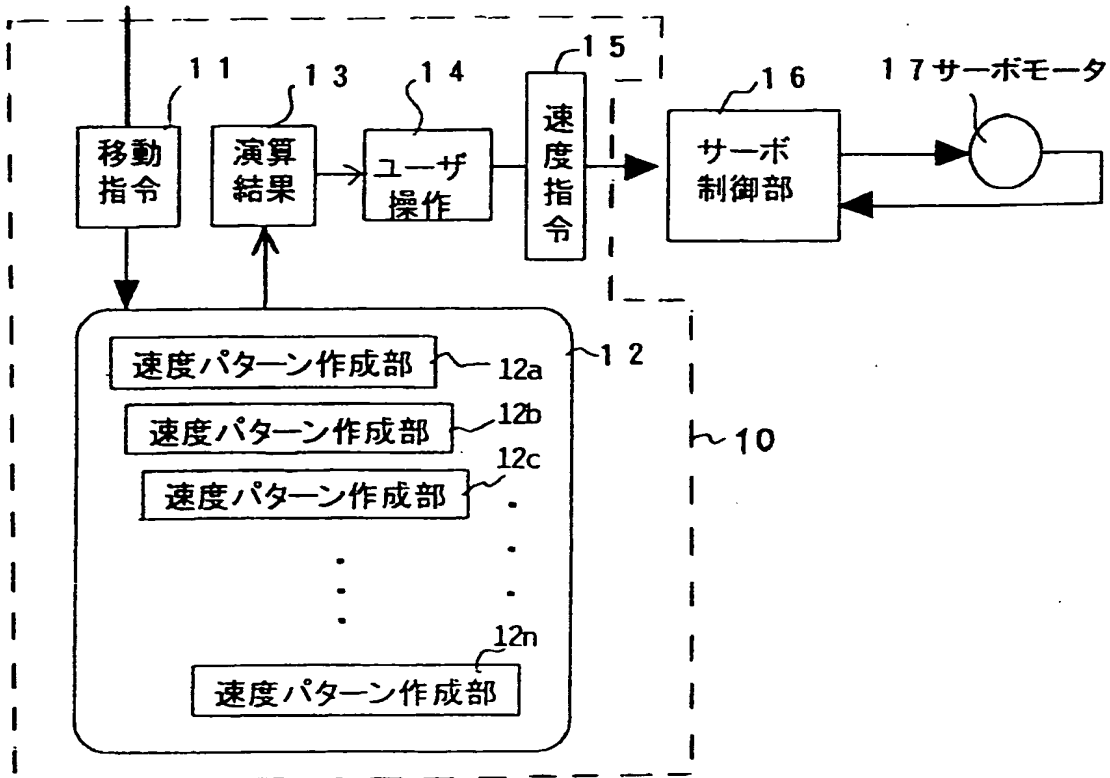 11
移動
指令
13
演算
結果
14
ユーザ
操作
15
速度指令
16
サーボ
制御部
17サーボモータ
速度パターン作成部
12a
速度パターン作成部
12b
速度パターン作成部
12c
速度パターン作成部
12n
12
10